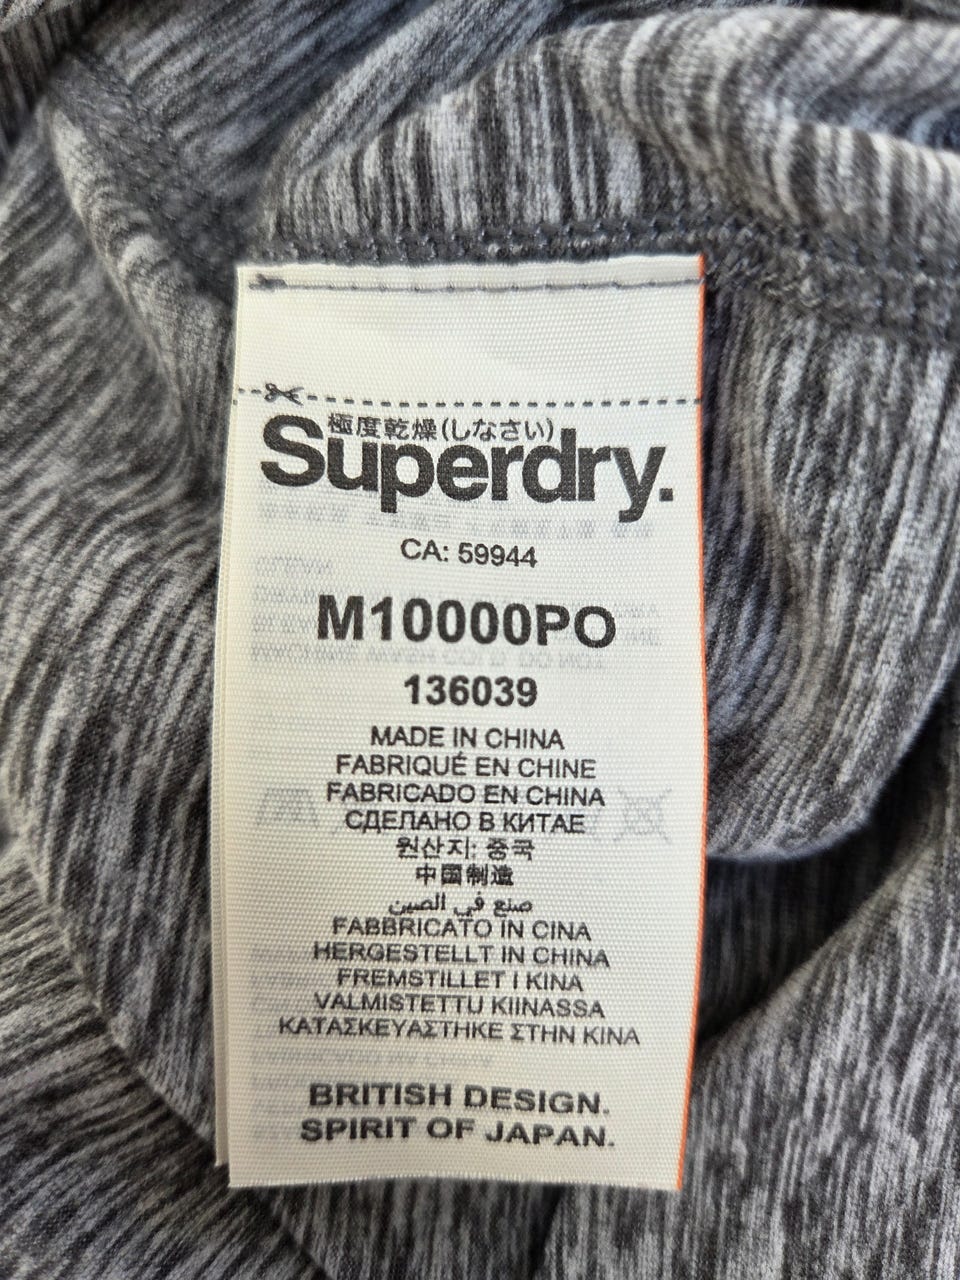 極度乾燥(しなさい)
Superdry.
CA: 59944
M10000PO
136039
MADE IN CHINA
FABRIQUÉ EN CHINE
FABRICADO EN CHINA
СДЕЛАНО В КИТАЕ
원산지: 중국
中国制造
صنع في الصين
FABBRICATO IN CINA
HERGESTELLT IN CHINA
FREMSTILLET I KINA
VALMISTETTU KIINASSA
ΚΑΤΑΣΚΕΥΑΣΤΗΚΕ ΣΤΗΝ ΚΙΝΑ
BRITISH DESIGN.
SPIRIT OF JAPAN.